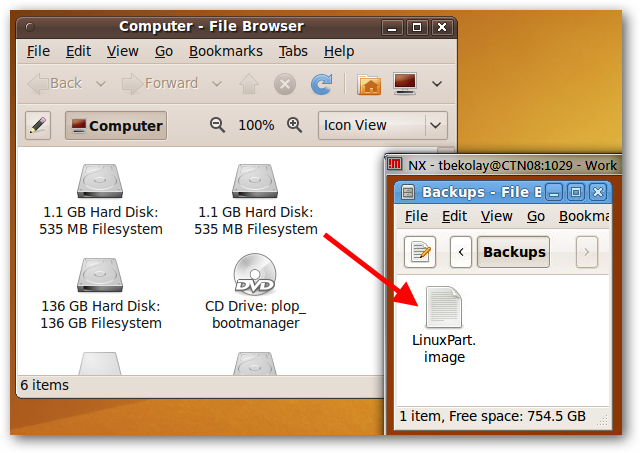 Computer - File Browser
File Edit View Go Bookmarks Tabs Help
Back Forward
Computer 100% Icon View
1.1 GB Hard Disk:
535 MB Filesystem
1.1 GB Hard Disk:
535 MB Filesystem
136 GB Hard Disk:
136 GB Filesystem
DVD
CD Drive: plop_
bootmanager
6 items
NX - tbekolay@CTN08:1029 - Work
Backups - File B
File Edit View Go Bookma
Backups
LinuxPart.
image
1 item, Free space: 754.5 GB